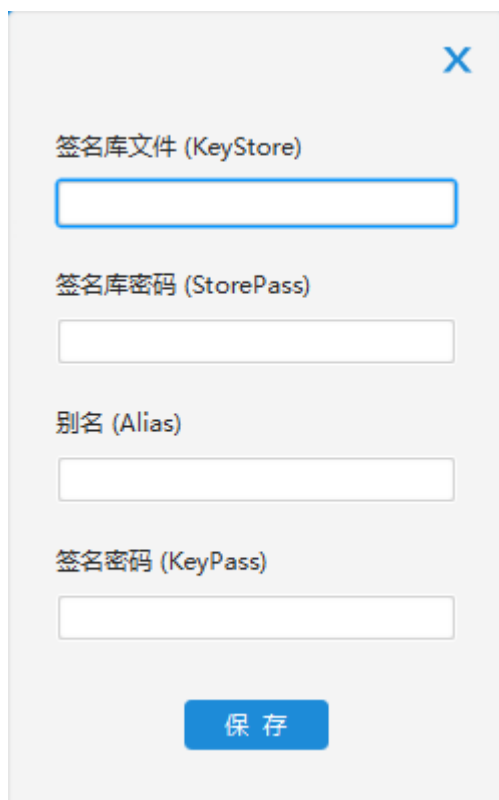 X
签名库文件 (KeyStore)
签名库密码 (StorePass)
别名 (Alias)
签名密码 (KeyPass)
保 存